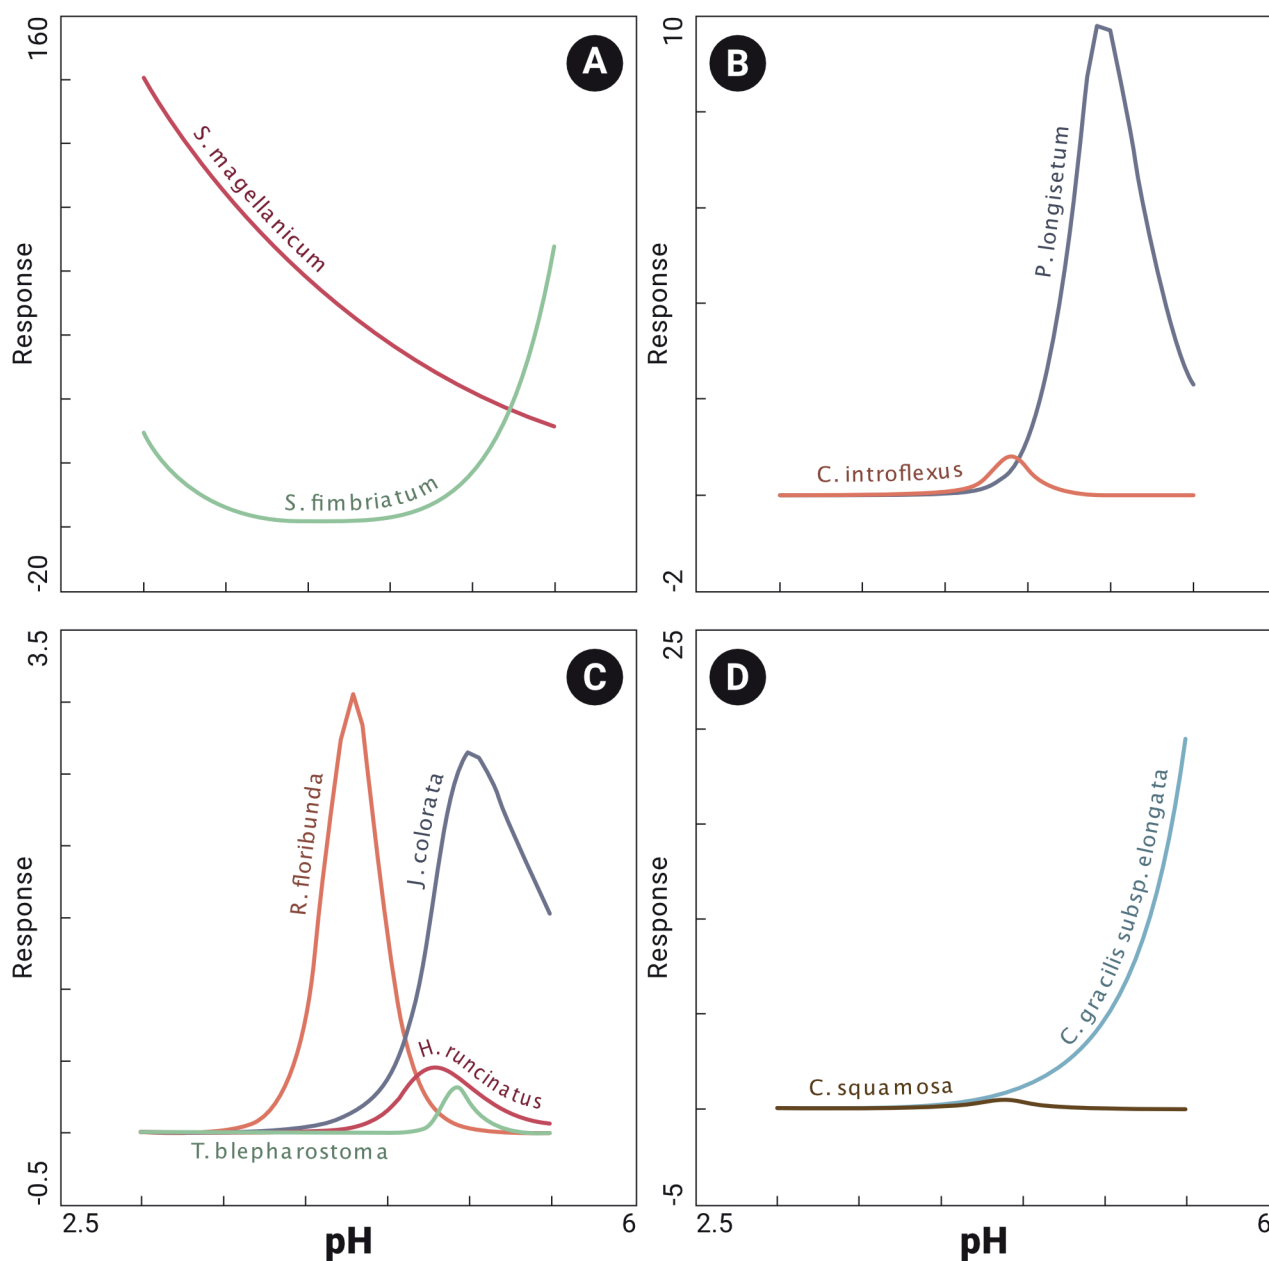 160
A
Response
S. magellanicum
S. fimbriatum
-20
10
B
Response
P. longisetum
C. introflexus
-2
3.5
C
Response
R. floribunda
J. colorata
H. runcinatus
T. blepharostoma
-0.5
2.5
pH
6
25
D
Response
C. gracilis subsp. elongata
C. squamosa
-5
2.5
pH
6